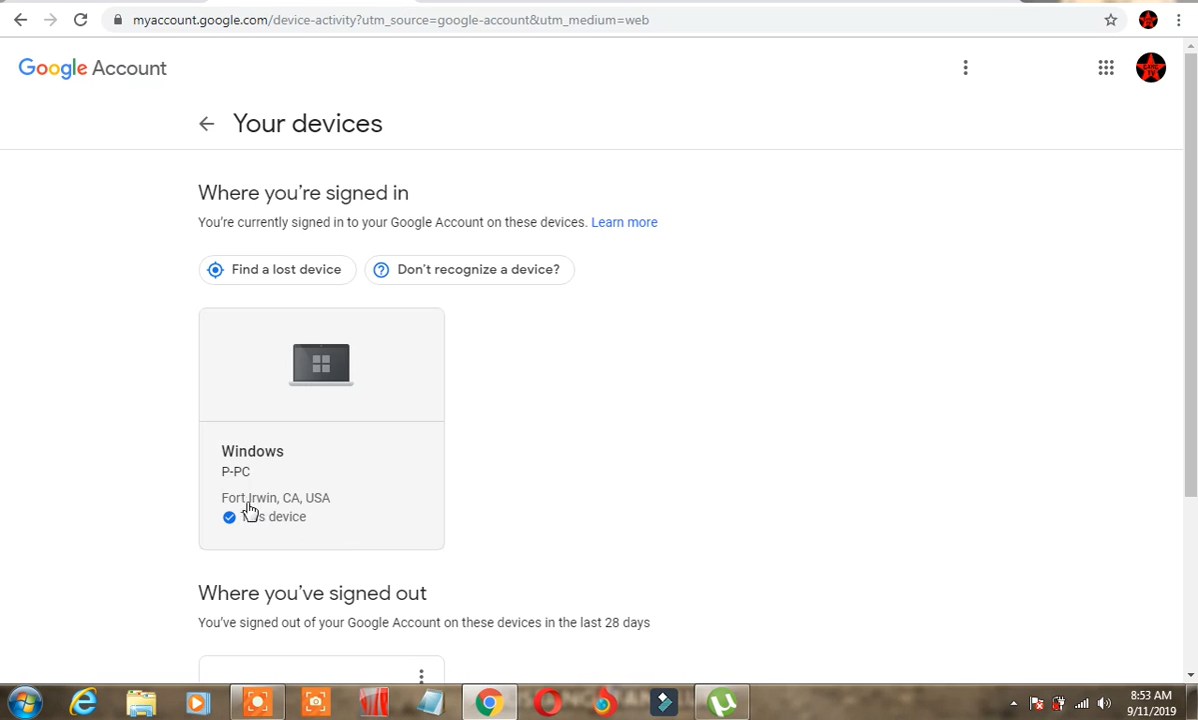 myaccount.google.com/device-activity?utm_source=google-account&utm_medium=web
Google Account
Your devices
Where you're signed in
You're currently signed in to your Google Account on these devices. Learn more
Find a lost device
Don't recognize a device?
Windows
P-PC
Fort Irwin, CA, USA
This device
Where you've signed out
You've signed out of your Google Account on these devices in the last 28 days
8:53 AM
9/11/2019